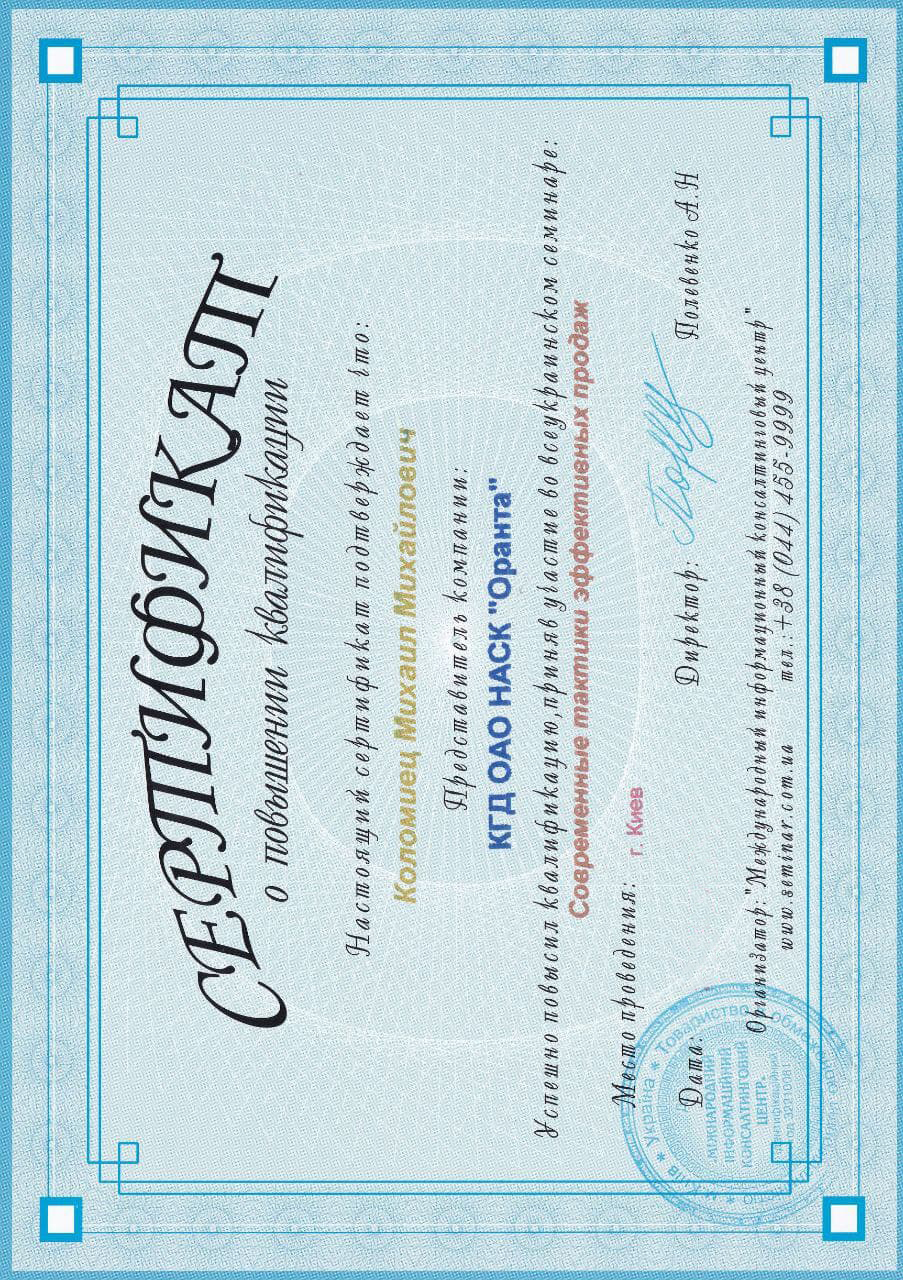 СЕРТИФИКАТ
о повышении квалификации
Настоящий сертификат подтверждает что:
Коломиец Михаил Михайлович
Представитель компании:
КГД ОАО НАСК "Оранта"
Успешно повысил квалификацию,приняв участие во всеукраинском семинаре:
Современные тактики эффективных продаж
Место проведения: г. Киев
Дата:
Директор: Полевенко А.Н
Организатор:"Международный информационный консалтинговый центр"
www.seminar.com.ua тел.:+38 (044) 455-9999
м.Київ * Україна * Товариство з обмеженою
МІЖНАРОДНИЙ
ІНФОРМАЦІЙНИЙ
КОНСАЛТИНГОВИЙ
ЦЕНТР
ідентифікаційний
код 32210081